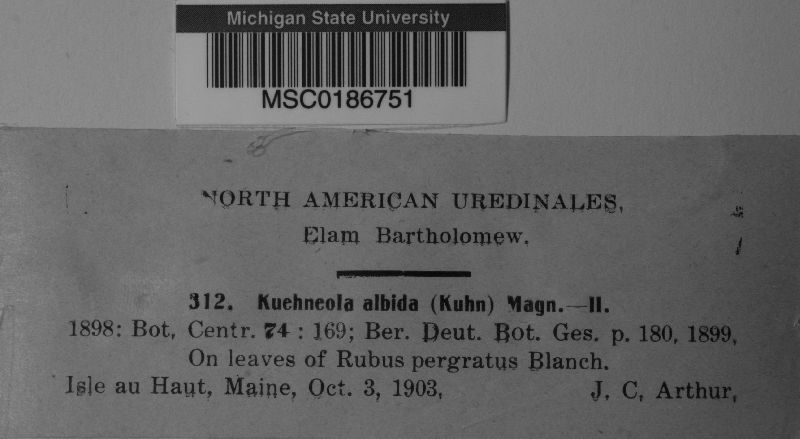 Michigan State University
MSC0186751
NORTH AMERICAN UREDINALES,
Elam Bartholomew.
312. Kuehneola albida (Kuhn) Magn.—II.
1898: Bot, Centr. 74 : 169; Ber. Deut. Bot. Ges. p. 180, 1899,
On leaves of Rubus pergratus Blanch.
Isle au Haut, Maine, Oct. 3, 1903, J, C, Arthur,